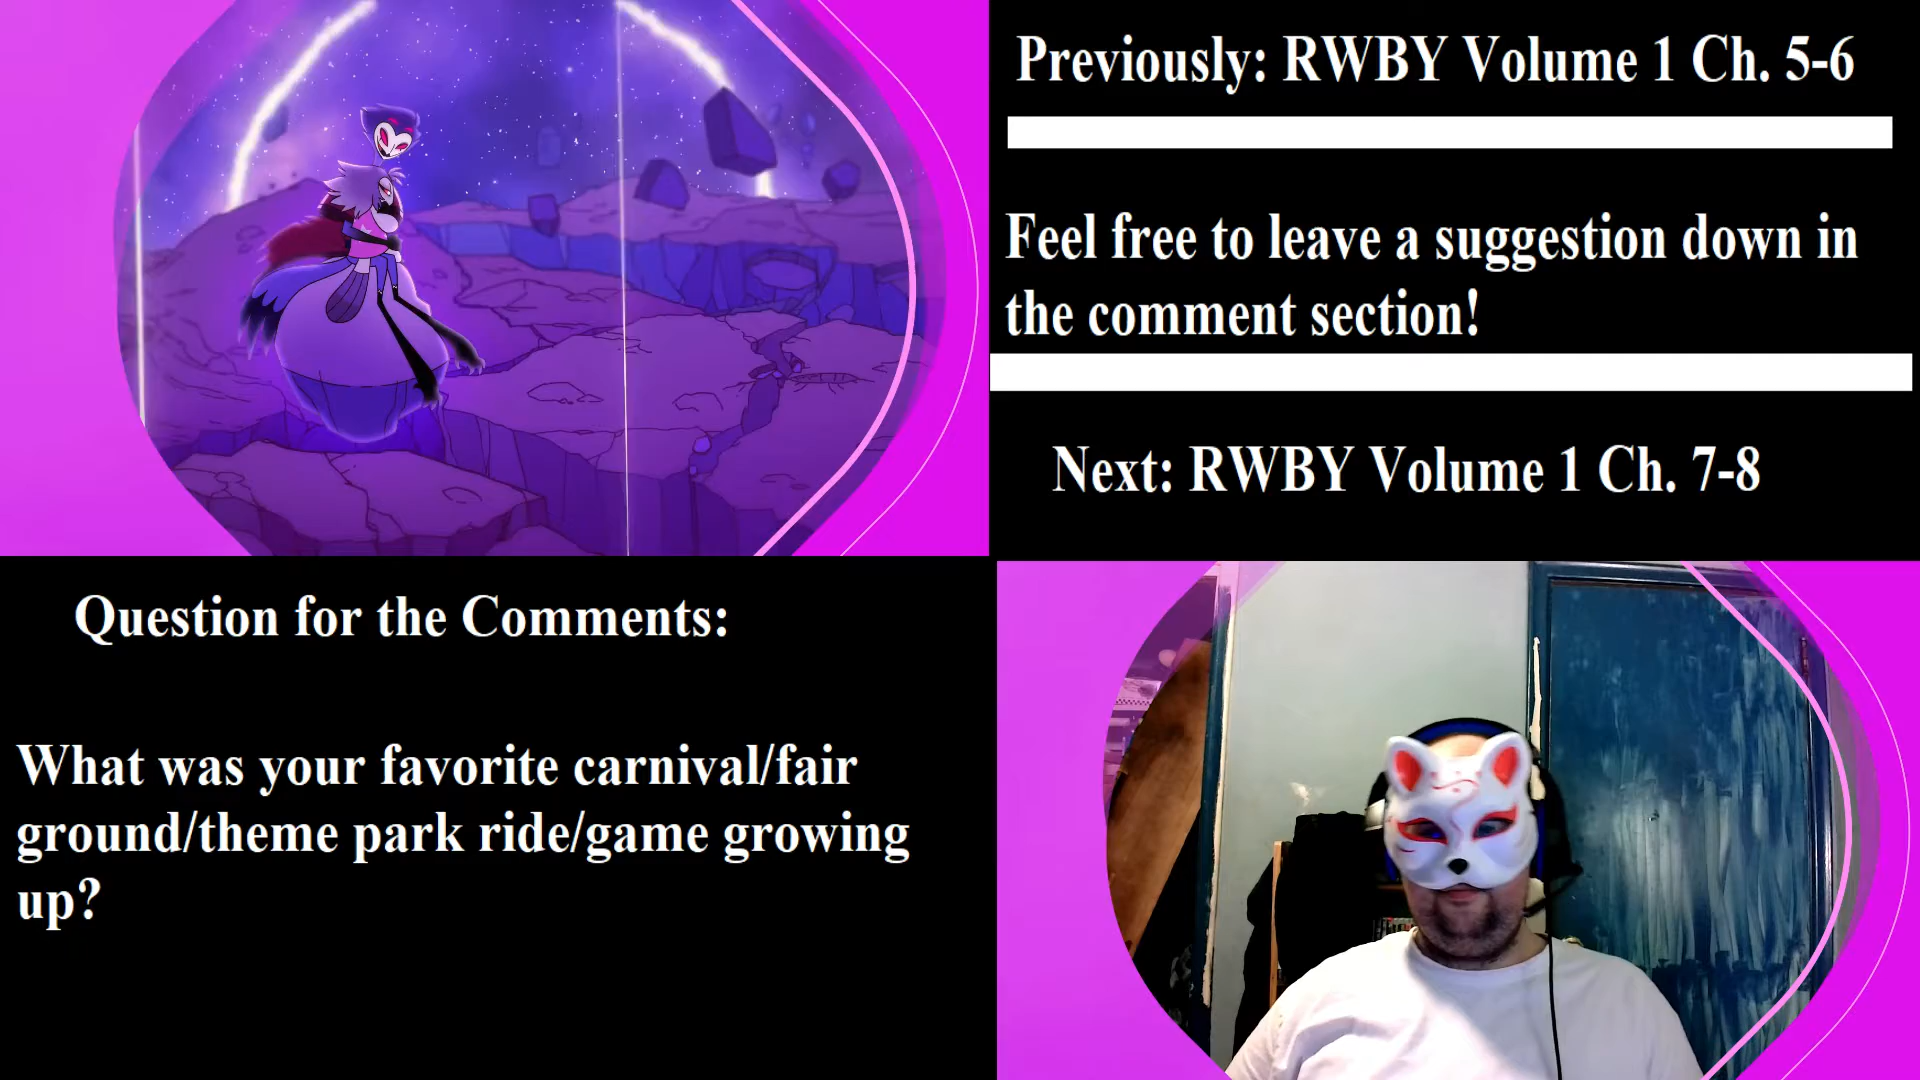 Previously: RWBY Volume 1 Ch. 5-6
Feel free to leave a suggestion down in
the comment section!
Next: RWBY Volume 1 Ch. 7-8
Question for the Comments:
What was your favorite carnival/fair
ground/theme park ride/game growing
up?